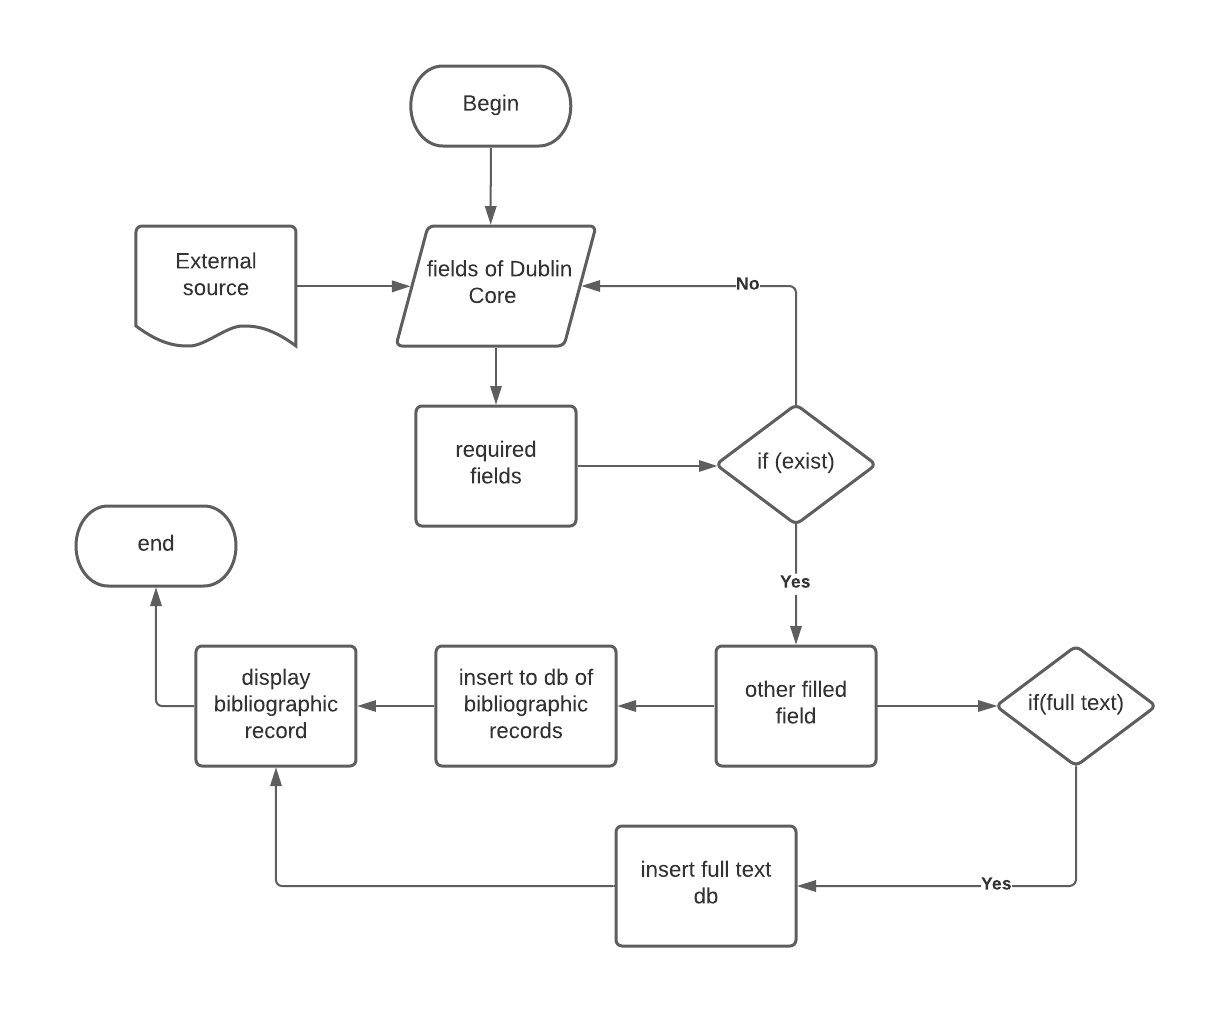 Begin
External
source
fields of Dublin
Core
No
required
fields
if (exist)
end
Yes
display
bibliographic
record
insert to db of
bibliographic
records
other filled
field
if(full text)
insert full text
db
Yes